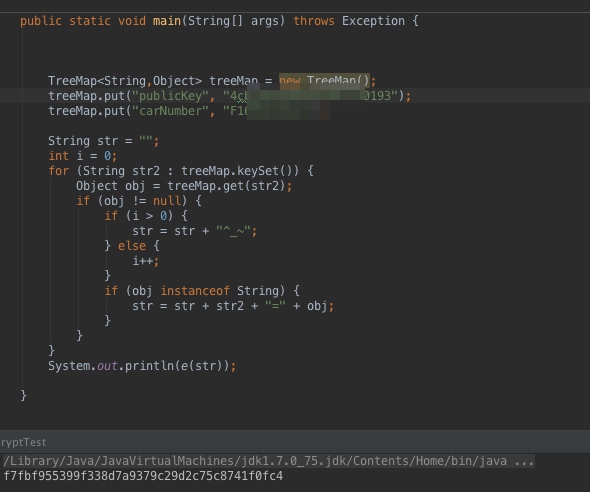 public static void main(String[] args) throws Exception {
TreeMap<String,Object> treeMap = new TreeMap();
treeMap.put("publicKey", "4c 0193");
treeMap.put("carNumber", "F16
String str = "";
int i = 0;
for (String str2 : treeMap.keySet()) {
Object obj = treeMap.get(str2);
if (obj != null) {
if (i > 0) {
str = str + "^_~";
} else {
i++;
}
if (obj instanceof String) {
str = str + str2 + "=" + obj;
}
}
}
System.out.println(e(str));
}
ryptTest
/Library/Java/JavaVirtualMachines/jdk1.7.0_75.jdk/Contents/Home/bin/java ...
f7fbf955399f338d7a9379c29d2c75c8741f0fc4